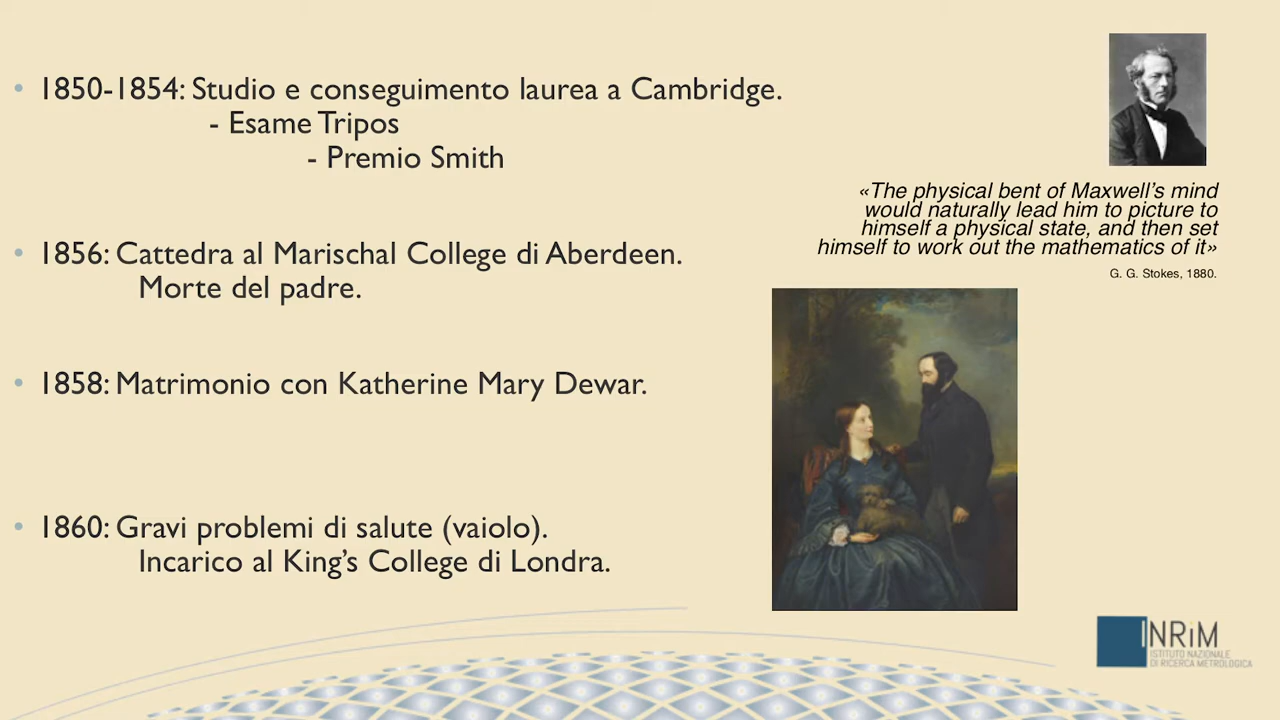 • 1850-1854: Studio e conseguimento laurea a Cambridge.
- Esame Tripos
- Premio Smith
• 1856: Cattedra al Marischal College di Aberdeen.
Morte del padre.
• 1858: Matrimonio con Katherine Mary Dewar.
• 1860: Gravi problemi di salute (vaiolo).
Incarico al King’s College di Londra.
«The physical bent of Maxwell’s mind
would naturally lead him to picture to
himself a physical state, and then set
himself to work out the mathematics of it»
G. G. Stokes, 1880.
INRiM
ISTITUTO NAZIONALE
DI RICERCA METROLOGICA